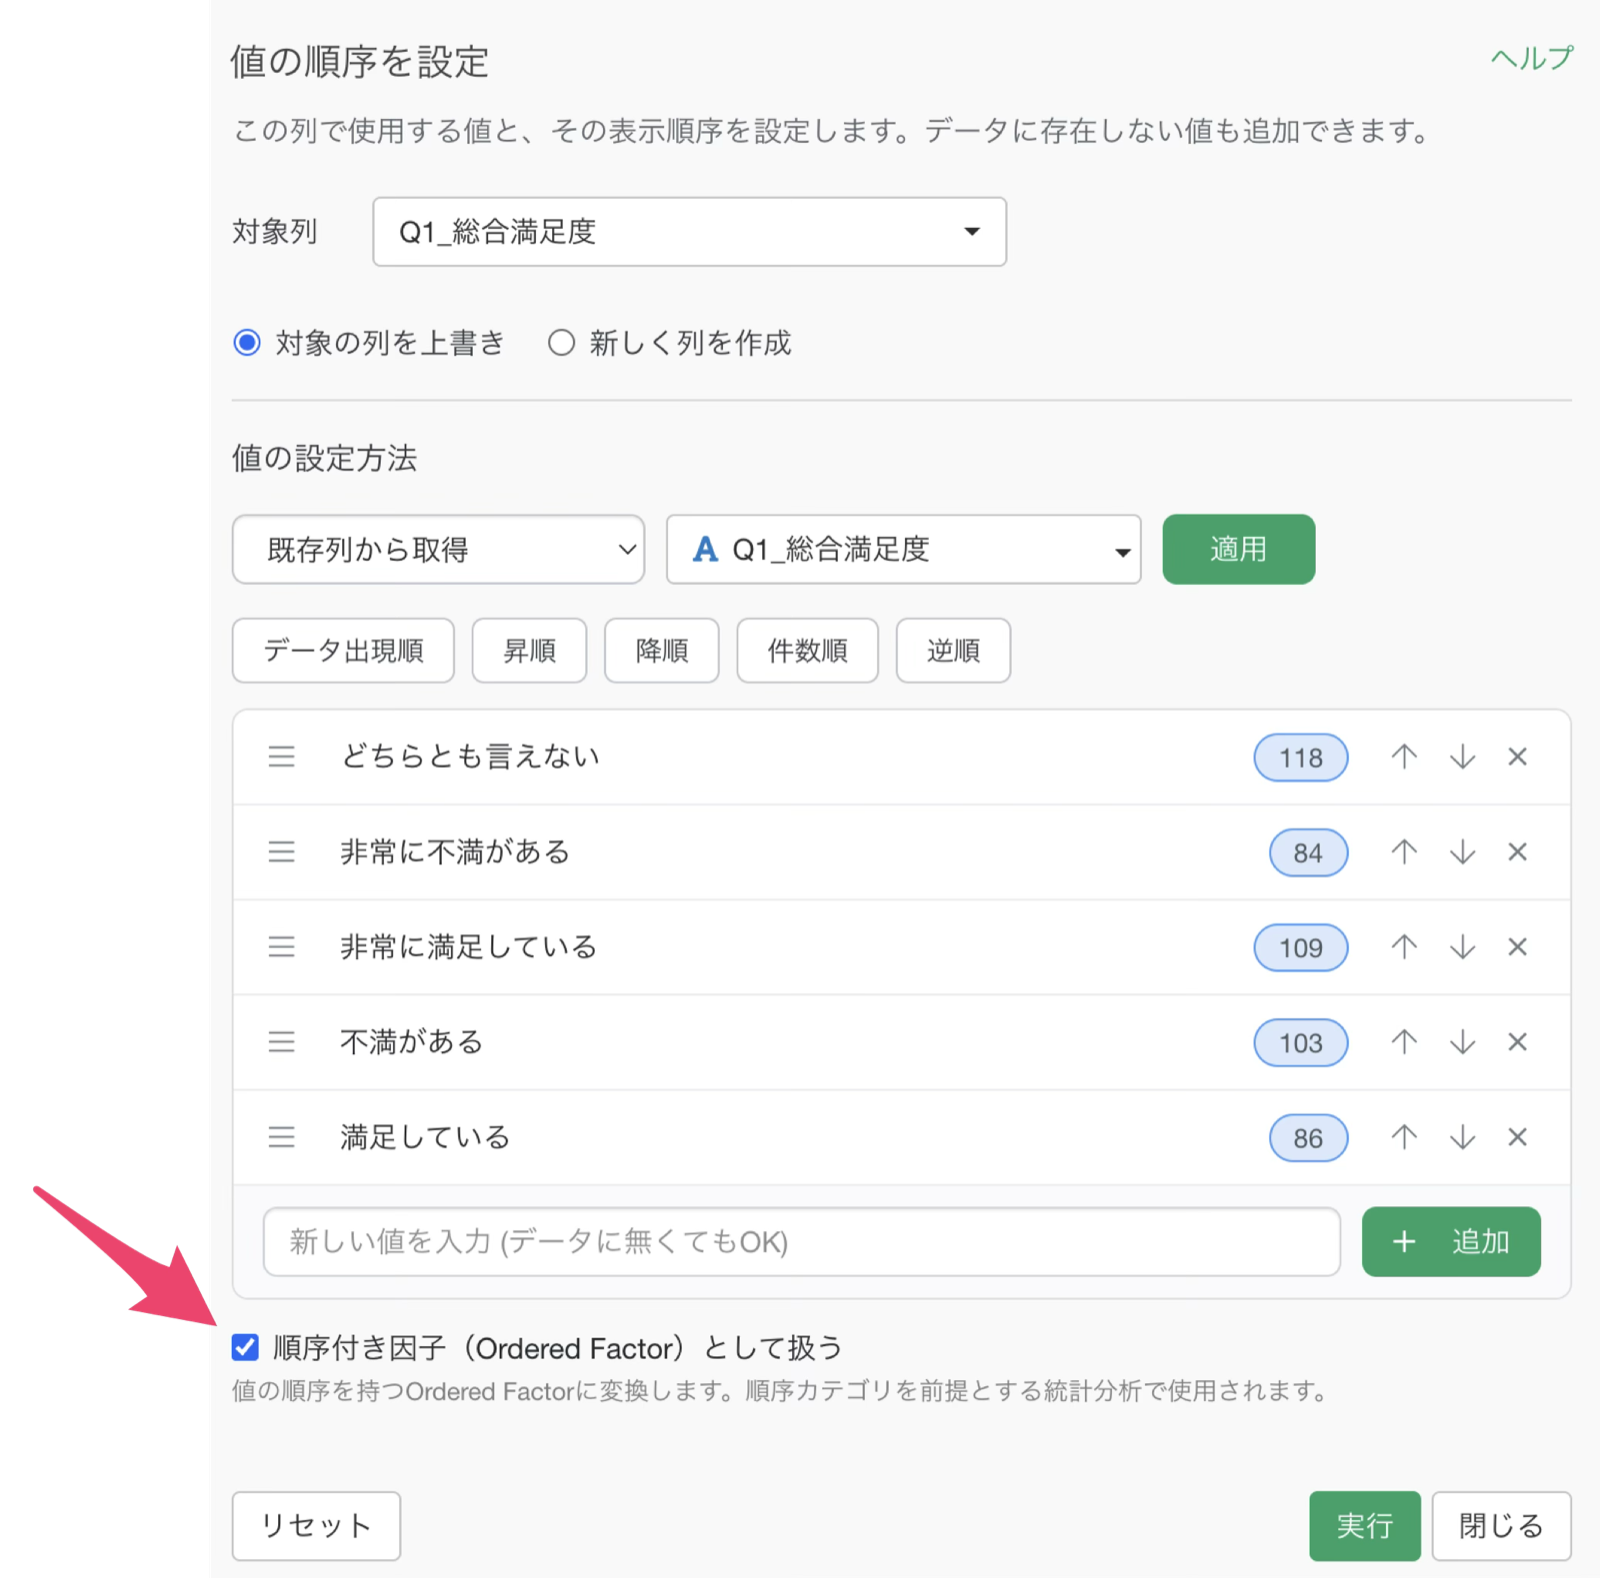 値の順序を設定
ヘルプ
この列で使用する値と、その表示順序を設定します。データに存在しない値も追加できます。
対象列 Q1_総合満足度
対象の列を上書き 新しく列を作成
値の設定方法
既存列から取得 A Q1_総合満足度 適用
データ出現順 昇順 降順 件数順 逆順
どちらとも言えない 118
非常に不満がある 84
非常に満足している 109
不満がある 103
満足している 86
新しい値を入力 (データに無くてもOK) + 追加
順序付き因子（Ordered Factor）として扱う
値の順序を持つOrdered Factorに変換します。順序カテゴリを前提とする統計分析で使用されます。
リセット 実行 閉じる